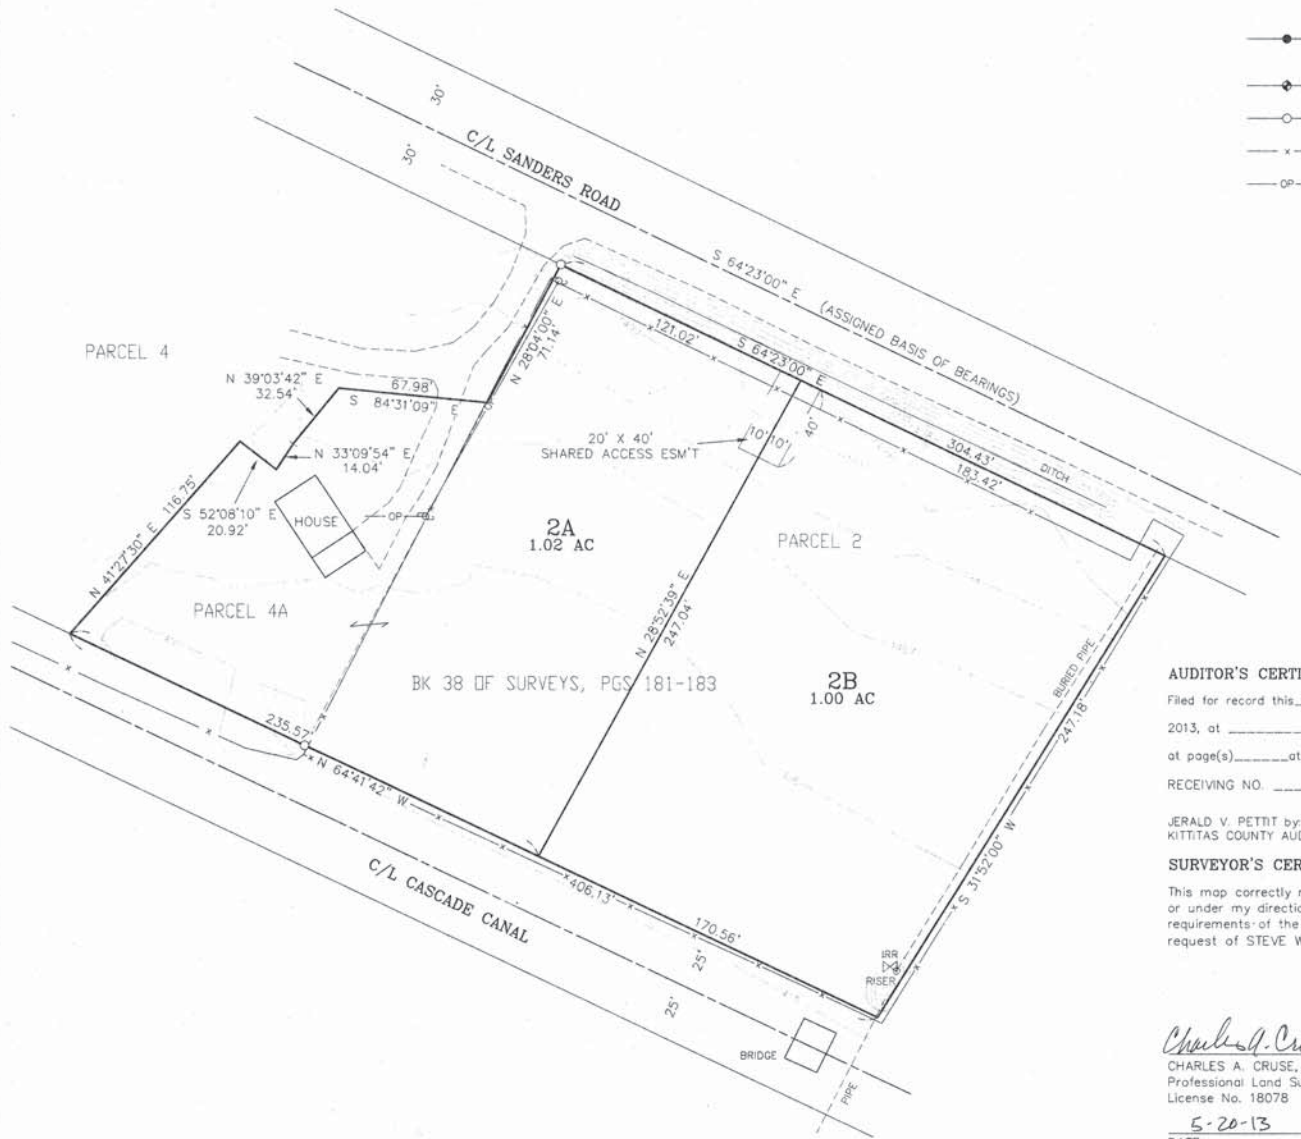 30'
30'
C/L SANDERS ROAD
S 64°23'00" E (ASSIGNED BASIS OF BEARINGS)
OP
PARCEL 4
N 39°03'42" E
32.54'
67.98'
S 84°31'09" E
N 28°04'00" E
71.14'
121.02'
S 64°23'00" E
N 33°09'54" E
14.04'
20' X 40'
SHARED ACCESS ESM'T
10' 10'
40'
304.43'
183.42'
DITCH
N 41°27'30" E 116.75'
S 52°08'10" E
20.92'
HOUSE
OP
2A
1.02 AC
PARCEL 2
PARCEL 4A
N 28°52'39" E
247.04'
BK 38 OF SURVEYS, PGS 181-183
2B
1.00 AC
BURIED PIPE
247.18'
S 31°52'00" W
235.57'
N 64°41'42" W
406.13'
170.56'
C/L CASCADE CANAL
25'
25'
IRR
RISER
BRIDGE
PIPE
AUDITOR'S CERTI
Filed for record this
2013, at
at page(s)______at
RECEIVING NO.
JERALD V. PETTIT by:
KITTITAS COUNTY AUD
SURVEYOR'S CER
This map correctly r
or under my directio
requirements of the
request of STEVE W
Charles A. Cru
CHARLES A. CRUSE,
Professional Land Su
License No. 18078
5-20-13